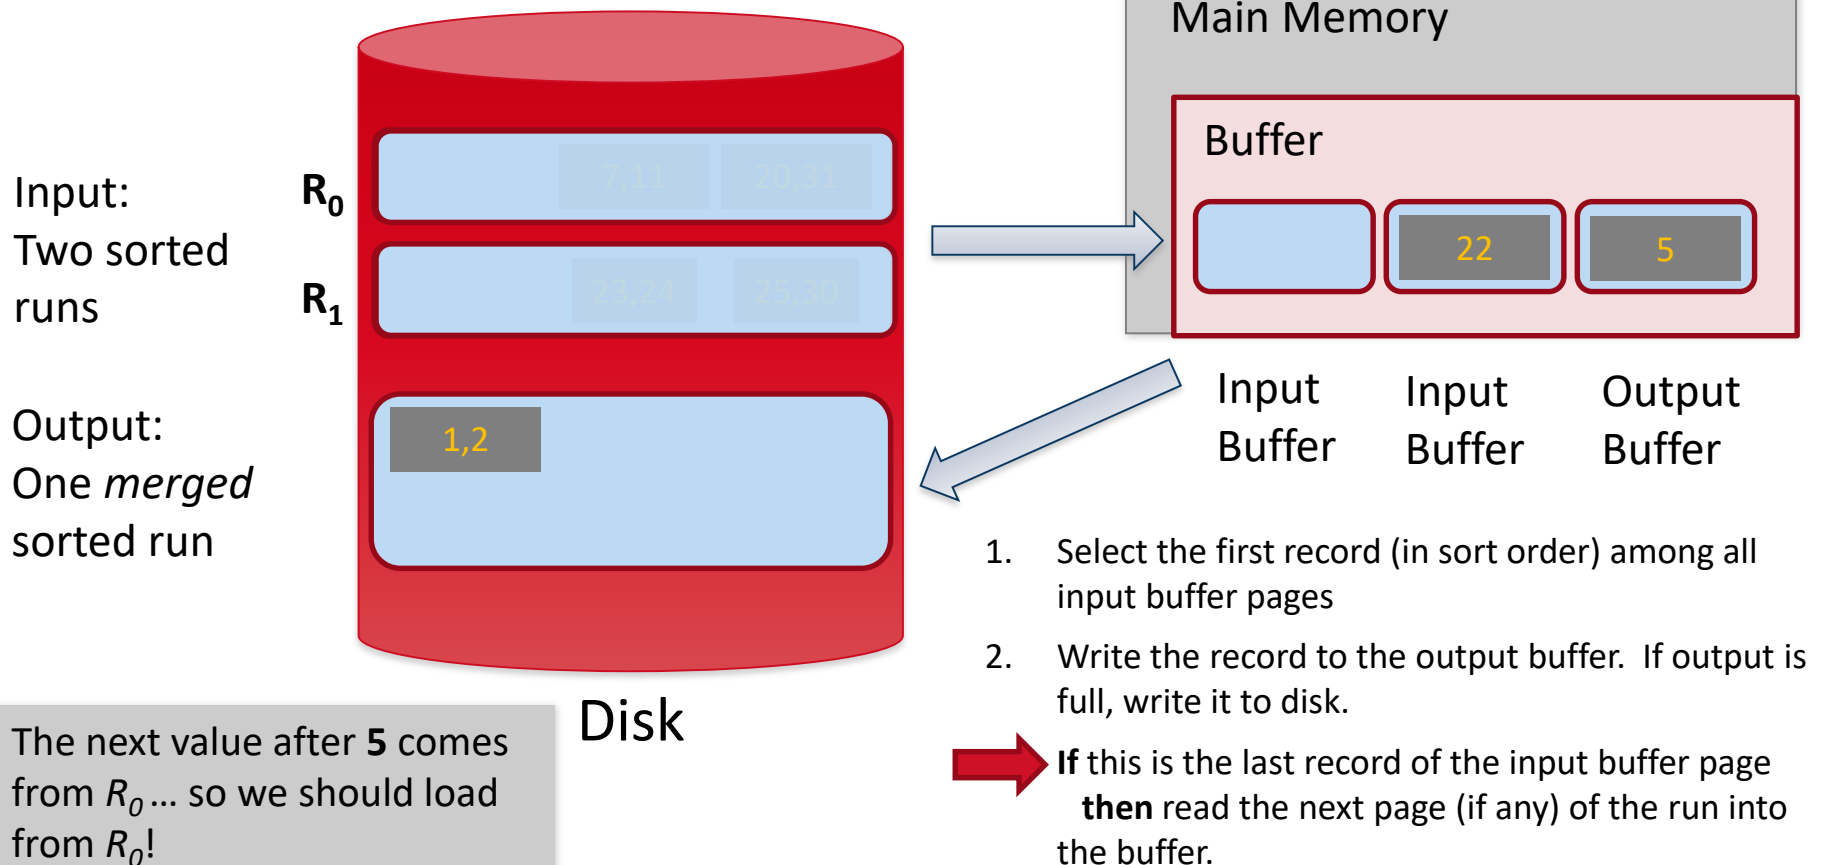 Main Memory
Buffer
22
5
Input
Buffer
Input
Buffer
Output
Buffer
Input:
Two sorted
runs
R0
7,11
20,31
R1
23,24
25,30
Output:
One merged
sorted run
1,2
Disk
1. Select the first record (in sort order) among all
input buffer pages
2. Write the record to the output buffer. If output is
full, write it to disk.
If this is the last record of the input buffer page
then read the next page (if any) of the run into
the buffer.
The next value after 5 comes
from R0 ... so we should load
from R0!